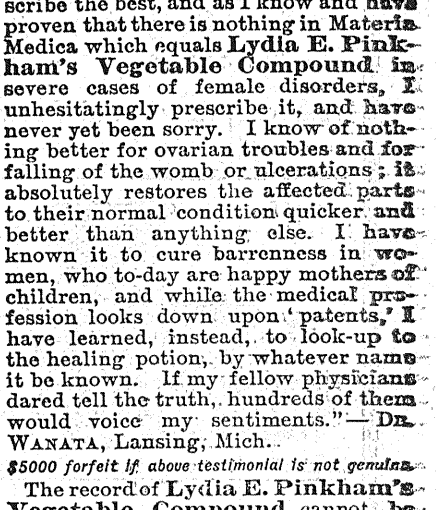 scribe the best, and as I know and have
proven that there is nothing in Materia
Medica which equals Lydia E. Pink-
ham's Vegetable Compound in
severe cases of female disorders, I
unhesitatingly prescribe it, and have
never yet been sorry. I know of noth-
ing better for ovarian troubles and for
falling of the womb or ulcerations; it
absolutely restores the affected parts
to their normal condition quicker and
better than anything else. I have
known it to cure barrenness in wo-
men, who to-day are happy mothers of
children, and while the medical pro-
fession looks down upon 'patents,' I
have learned, instead, to look-up to
the healing potion, by whatever name
it be known. If my fellow physicians
dared tell the truth, hundreds of them
would voice my sentiments."—Dr.
Wanata, Lansing, Mich.
$5000 forfeit if above testimonial is not genuine.
The record of Lydia E. Pinkham's
Vegetable Compound cannot be